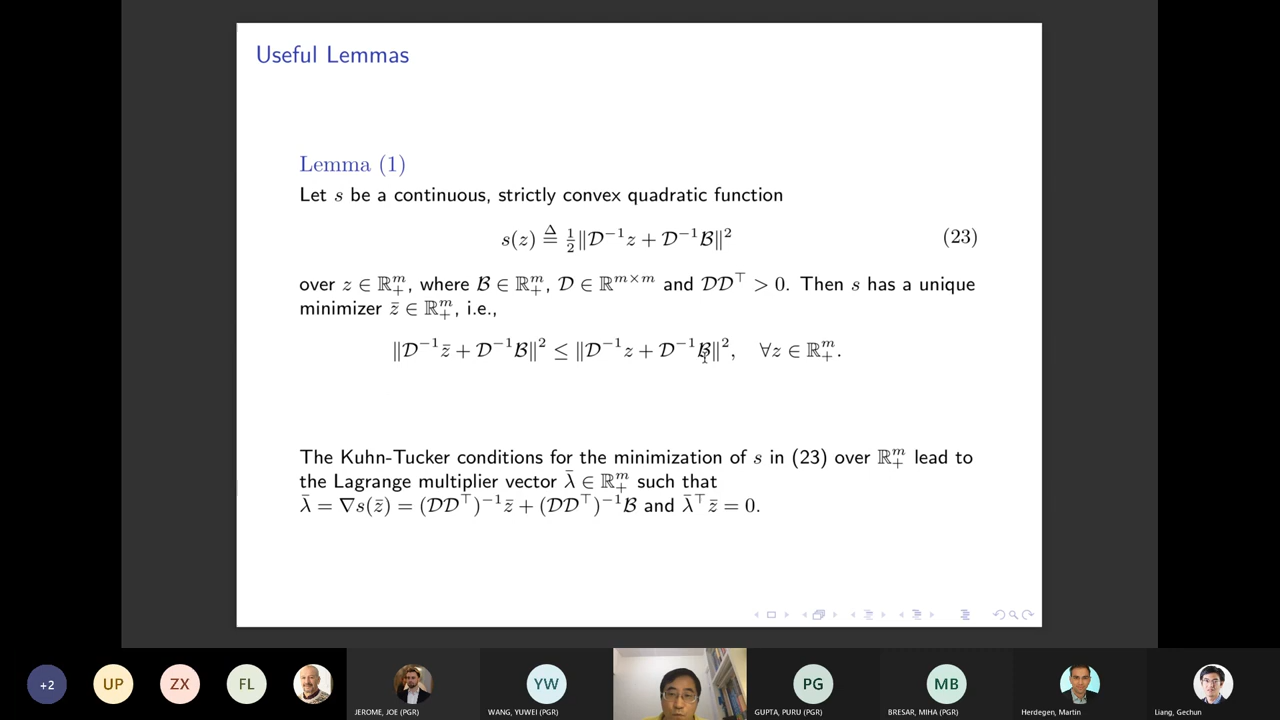 Useful Lemmas
Lemma (1)
Let s be a continuous, strictly convex quadratic function
s(z) ≜ ½‖𝒟⁻¹z + 𝒟⁻¹ℬ‖² (23)
over z ∈ ℝ₊ᵐ, where ℬ ∈ ℝ₊ᵐ, 𝒟 ∈ ℝᵐˣᵐ and 𝒟𝒟⊤ > 0. Then s has a unique
minimizer z̄ ∈ ℝ₊ᵐ, i.e.,
‖𝒟⁻¹z̄ + 𝒟⁻¹ℬ‖² ≤ ‖𝒟⁻¹z + 𝒟⁻¹ℬ‖², ∀z ∈ ℝ₊ᵐ.
The Kuhn-Tucker conditions for the minimization of s in (23) over ℝ₊ᵐ lead to
the Lagrange multiplier vector λ̄ ∈ ℝ₊ᵐ such that
λ̄ = ∇s(z̄) = (𝒟𝒟⊤)⁻¹z̄ + (𝒟𝒟⊤)⁻¹ℬ and λ̄⊤z̄ = 0.
+2
UP
ZX
FL
YW
PG
MB
JEROME, JOE (PGR)
WANG, YUWEI (PGR)
GUPTA, PURU (PGR)
BRESAR, MIHA (PGR)
Herdegen, Martin
Liang, Gechun